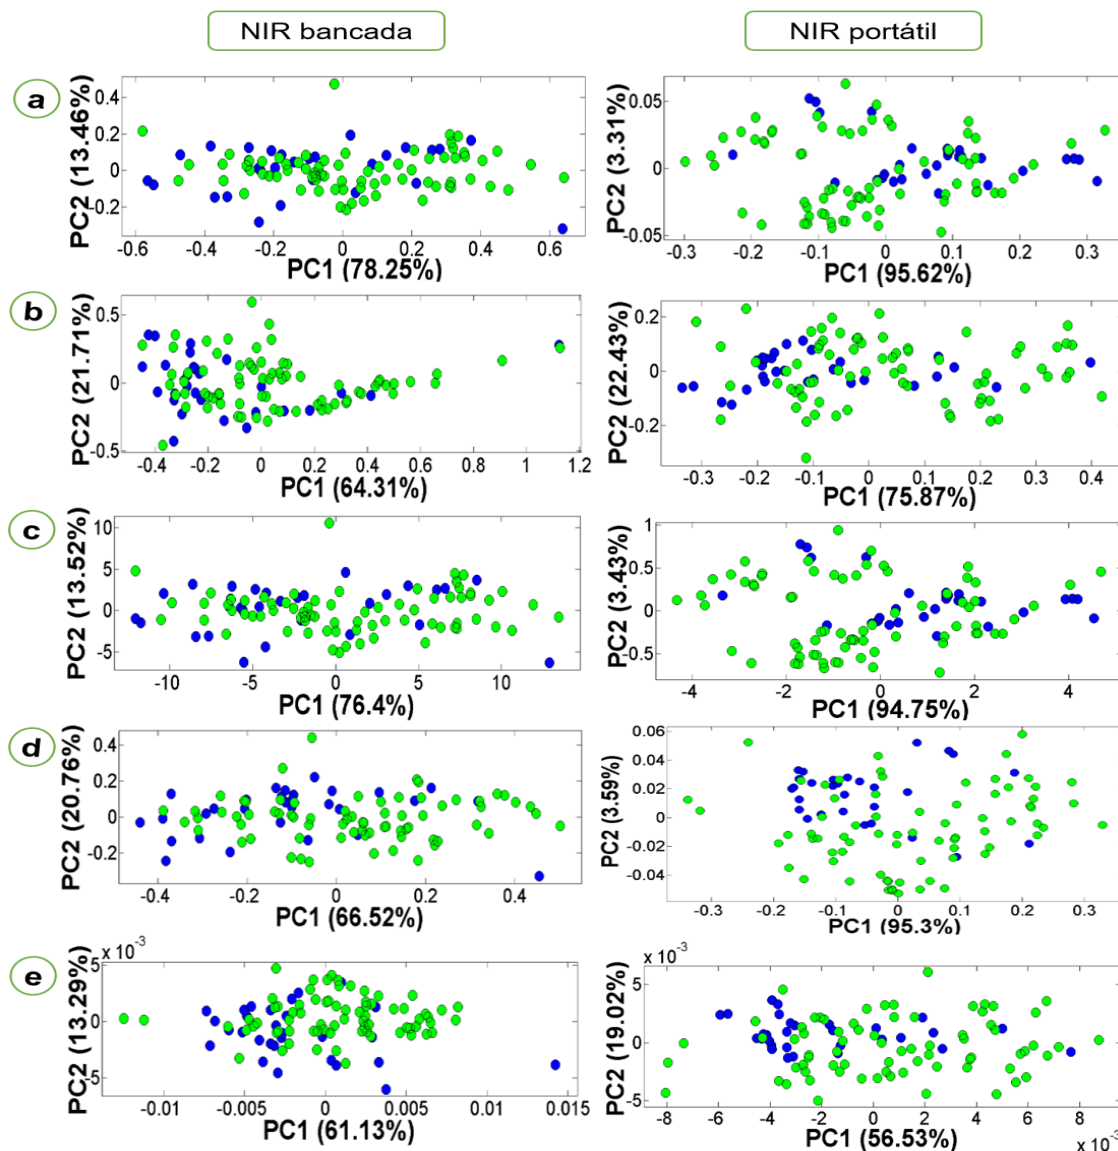 NIR bancada
NIR portátil
a
PC2 (13.46%)
0.4
0.2
0
0.2
-0.6 -0.4 -0.2 0 0.2 0.4 0.6
PC1 (78.25%)
PC2 (3.31%)
0.05
0
-0.05
-0.3 -0.2 -0.1 0 0.1 0.2 0.3
PC1 (95.62%)
b
PC2 (21.71%)
0.5
0
-0.5
-0.4 -0.2 0 0.2 0.4 0.6 0.8 1 1.2
PC1 (64.31%)
PC2 (22.43%)
0.2
0
-0.2
-0.3 -0.2 -0.1 0 0.1 0.2 0.3 0.4
PC1 (75.87%)
c
PC2 (13.52%)
10
5
0
-5
-10 -5 0 5 10
PC1 (76.4%)
PC2 (3.43%)
1
0.5
0
-0.5
-4 -2 0 2 4
PC1 (94.75%)
d
PC2 (20.76%)
0.4
0.2
0
-0.2
-0.4 -0.2 0 0.2 0.4
PC1 (66.52%)
PC2 (3.59%)
0.06
0.04
0.02
0
-0.02
-0.04
-0.3 -0.2 -0.1 0 0.1 0.2 0.3
PC1 (95.3%)
e
x 10⁻³
PC2 (13.29%)
5
0
-5
-0.01 -0.005 0 0.005 0.01 0.015
PC1 (61.13%)
x 10⁻³
PC2 (19.02%)
5
0
-5
-8 -6 -4 -2 0 2 4 6 8
PC1 (56.53%)
x 10⁻³